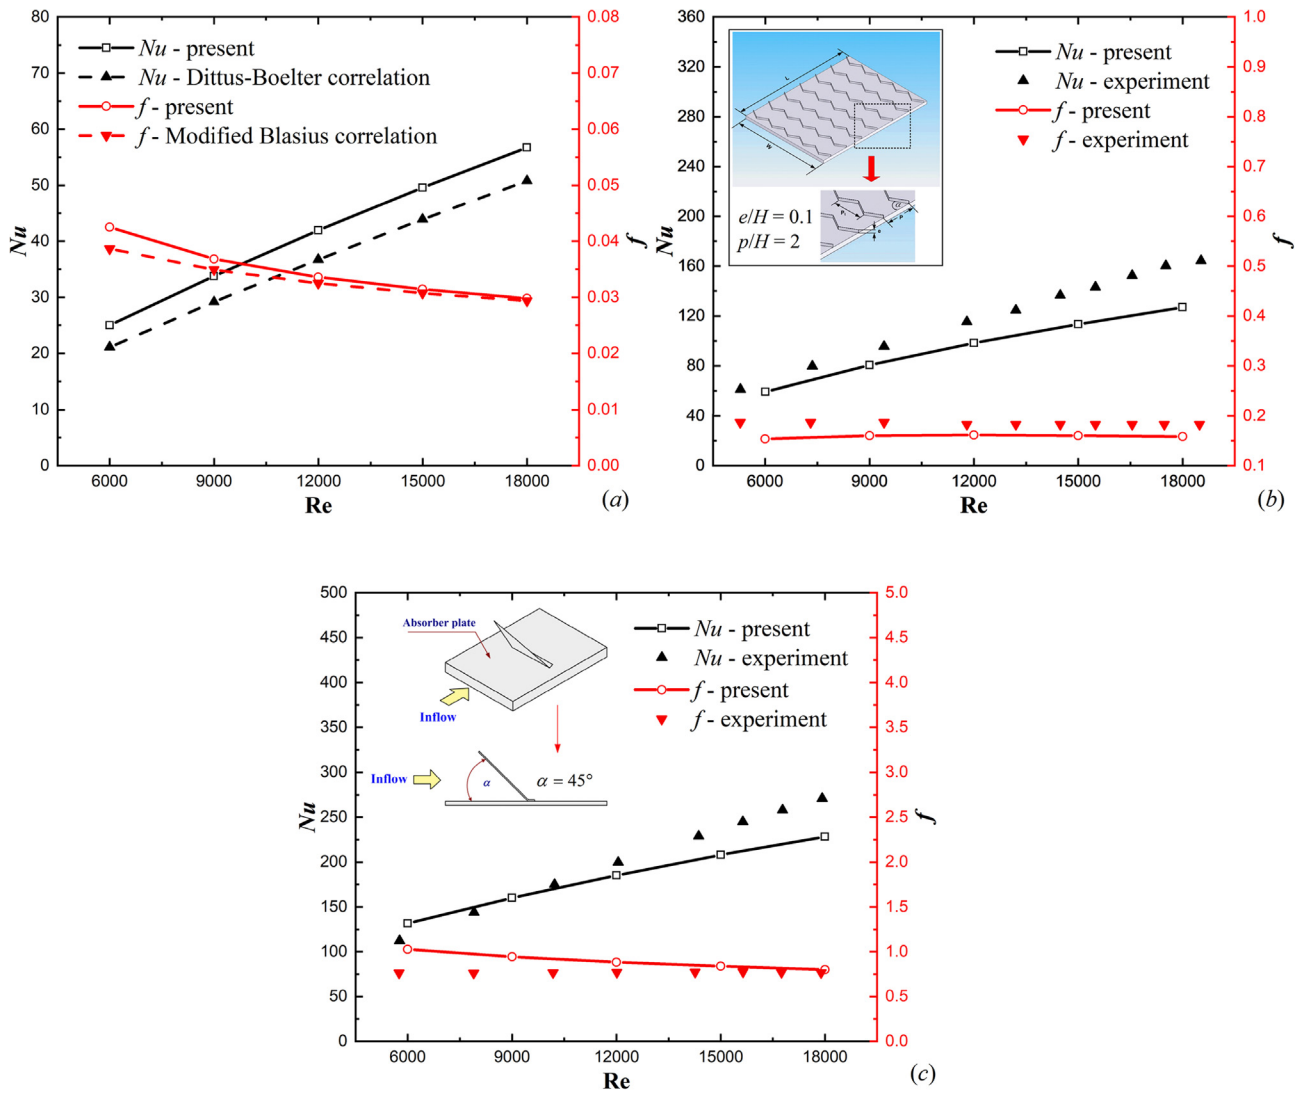 Nu - present
Nu - Dittus-Boelter correlation
f - present
f - Modified Blasius correlation
80
70
60
50
40
30
20
10
0
Nu
0.08
0.07
0.06
0.05
0.04
0.03
0.02
0.01
0.00
f
6000 9000 12000 15000 18000
Re
(a)
Nu - present
Nu - experiment
f - present
f - experiment
e/H = 0.1
p/H = 2
α
360
320
280
240
200
160
120
80
40
0
Nu
1.0
0.9
0.8
0.7
0.6
0.5
0.4
0.3
0.2
0.1
f
6000 9000 12000 15000 18000
Re
(b)
Nu - present
Nu - experiment
f - present
f - experiment
Absorber plate
Inflow
Inflow
α
α = 45°
500
450
400
350
300
250
200
150
100
50
0
Nu
5.0
4.5
4.0
3.5
3.0
2.5
2.0
1.5
1.0
0.5
0.0
f
6000 9000 12000 15000 18000
Re
(c)